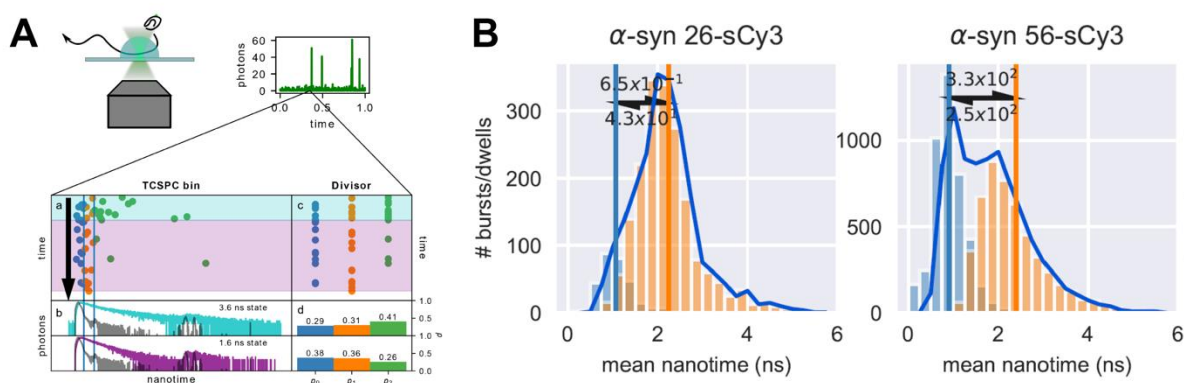 A
photons
60
40
20
0
0.0 0.5 1.0
time
TCSPC bin
Divisor
a
c
time
time
b
3.6 ns state
1.6 ns state
photons
nanotime
d
0.29 0.31 0.41
0.38 0.36 0.26
1.0
0.5
0.0
1.0
0.5
0.0
p
p₀ p₁ p₂
B
α-syn 26-sCy3
6.5x10⁻¹
4.3x10¹
# bursts/dwells
300
200
100
0
0 2 4 6
mean nanotime (ns)
α-syn 56-sCy3
3.3x10²
2.5x10²
1000
500
0
0 2 4 6
mean nanotime (ns)